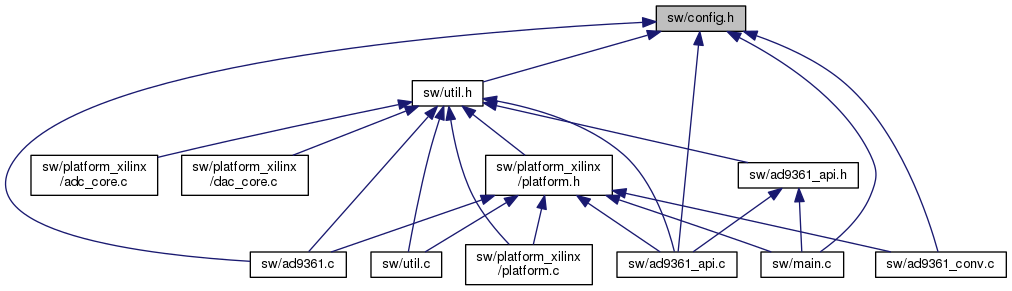 sw/config.h
sw/util.h
sw/platform_xilinx
/adc_core.c
sw/platform_xilinx
/dac_core.c
sw/platform_xilinx
/platform.h
sw/ad9361_api.h
sw/ad9361.c
sw/util.c
sw/platform_xilinx
/platform.c
sw/ad9361_api.c
sw/main.c
sw/ad9361_conv.c